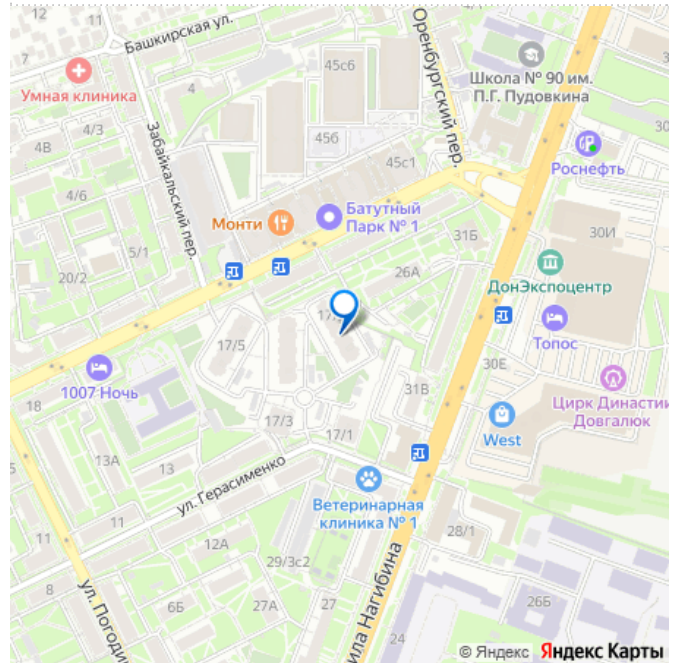 12
11
Башкирская ул.
45с6
Оренбургский пер.
Школа № 90 им.
П.Г. Пудовкина
7
Умная клиника
4
4/3
4В
Забайкальский пер.
456
45с1
30
Роснефть
4/6
Монти
Батутный
Парк № 1
31Б
30И
5/1
20/2
26А
ДонЭкспоцентр
17/5
Топос
30Е
1007 Ночь
31В
Цирк Династии
Довгалюк
18
17/3
17/1
West
13А
13
ул. Герасименко
Ветеринарная
клиника № 1
11
12А
28/1
29/3с2
8
ул. Погодин
6Б
27А
27
ила Нагибина
24
26Б
© Яндекс Яндекс Карты